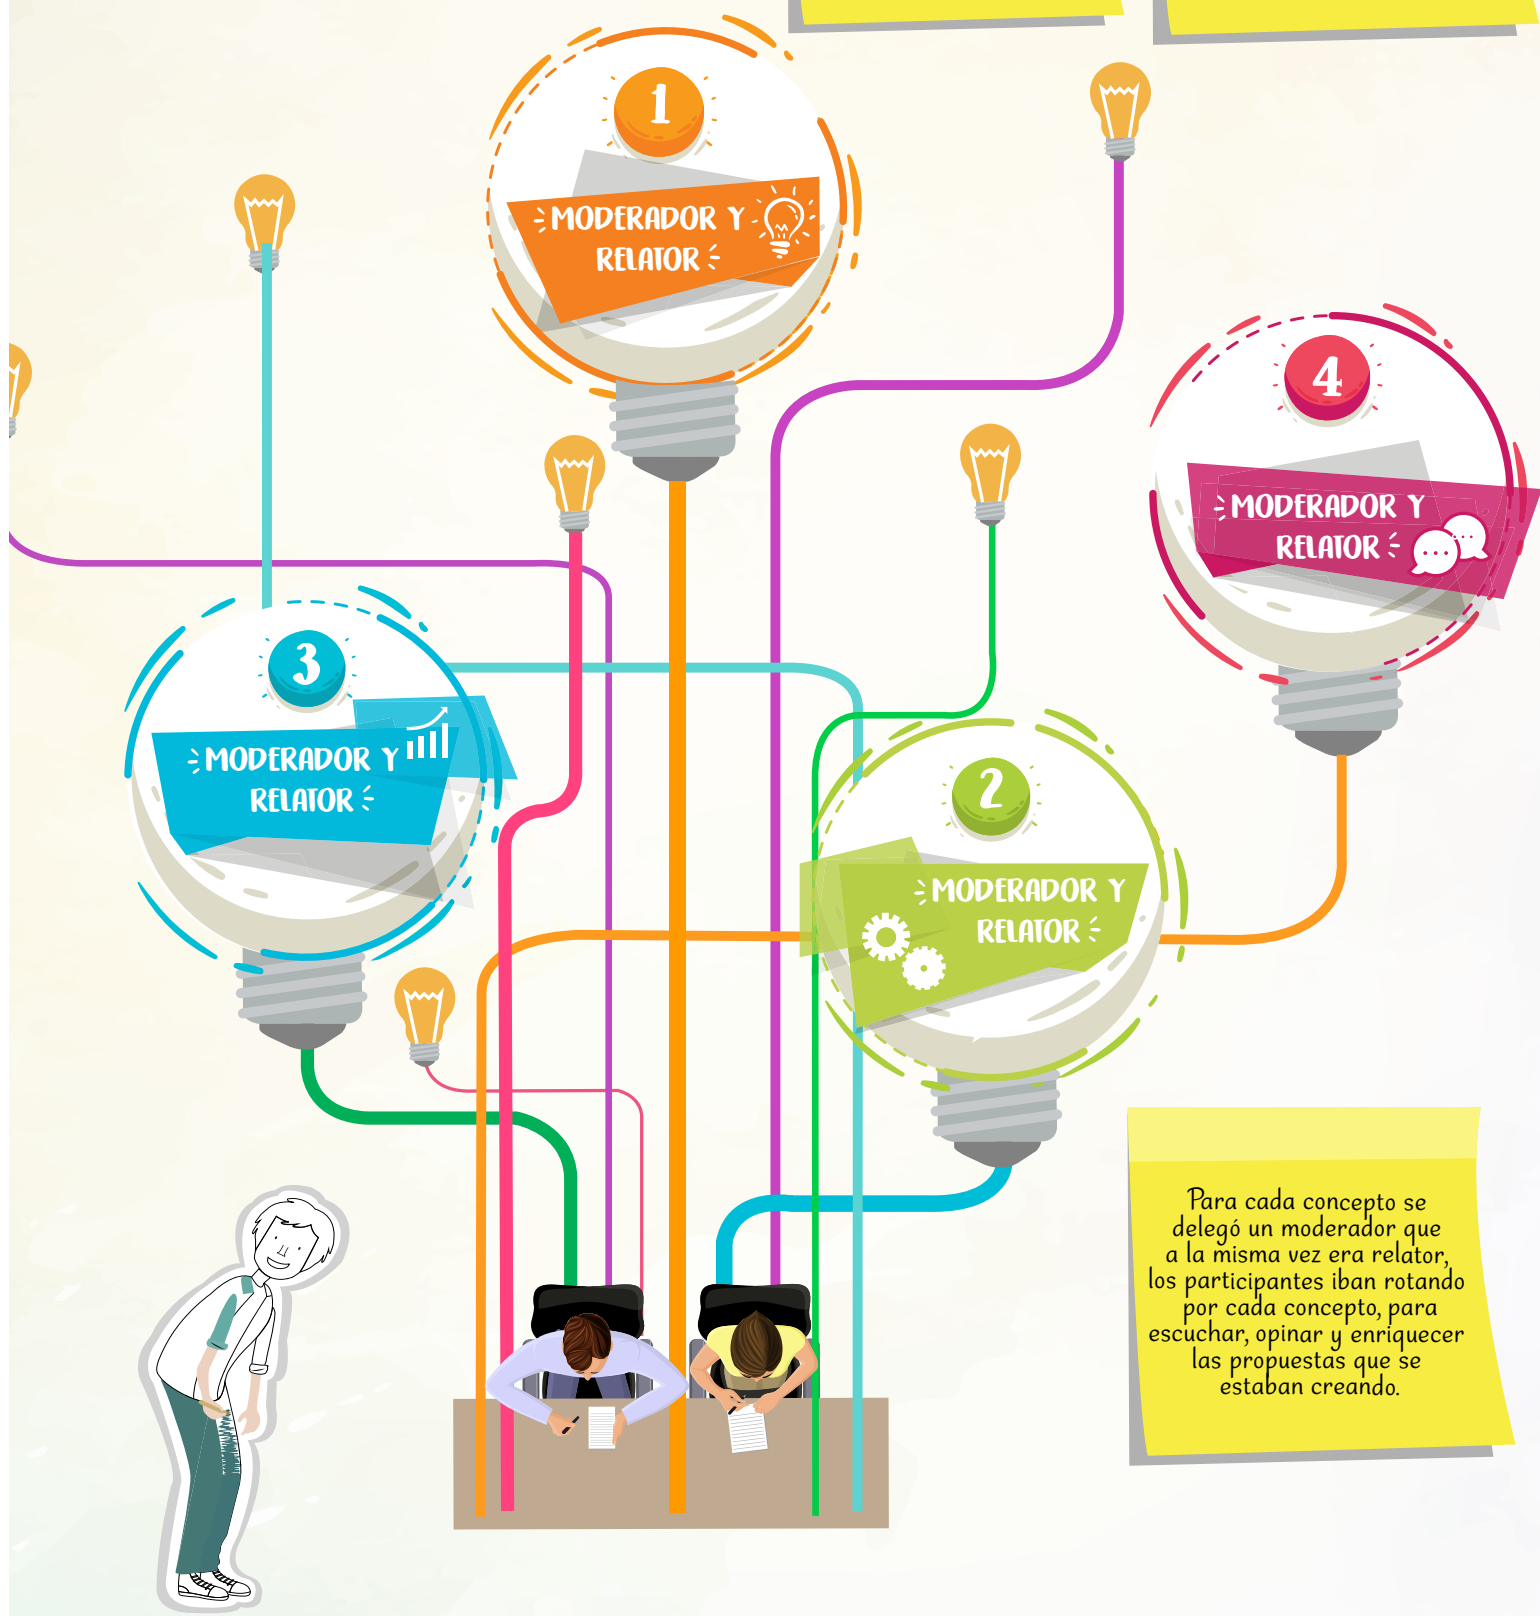 1
MODERADOR Y
RELATOR
4
MODERADOR Y
RELATOR
3
MODERADOR Y
RELATOR
2
MODERADOR Y
RELATOR
Para cada concepto se
delegó un moderador que
a la misma vez era relator,
los participantes iban rotando
por cada concepto, para
escuchar, opinar y enriquecer
las propuestas que se
estaban creando.